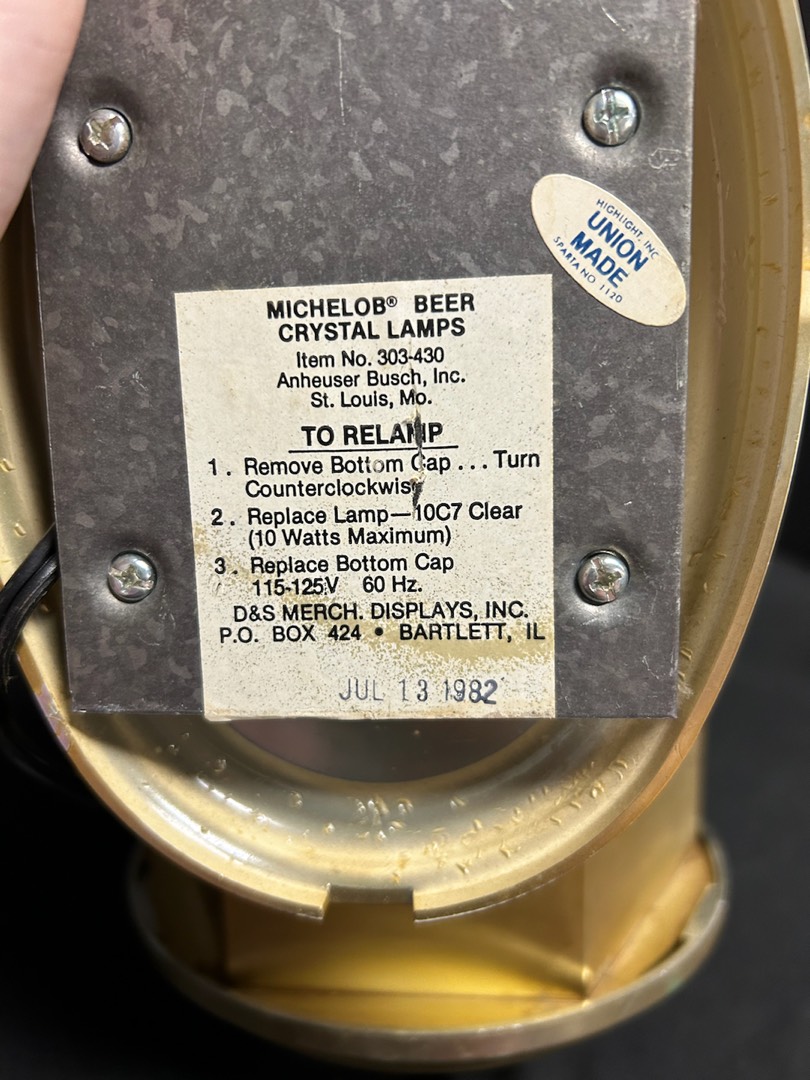 HIGHLIGHT, INC
UNION
MADE
SPARTA NO 1120
MICHELOB® BEER
CRYSTAL LAMPS
Item No. 303-430
Anheuser Busch, Inc.
St. Louis, Mo.
TO RELAMP
1. Remove Bottom Cap . . . Turn
Counterclockwise
2. Replace Lamp—10C7 Clear
(10 Watts Maximum)
3. Replace Bottom Cap
115-125V 60 Hz.
D&S MERCH. DISPLAYS, INC.
P.O. BOX 424 • BARTLETT, IL
JUL 13 1982